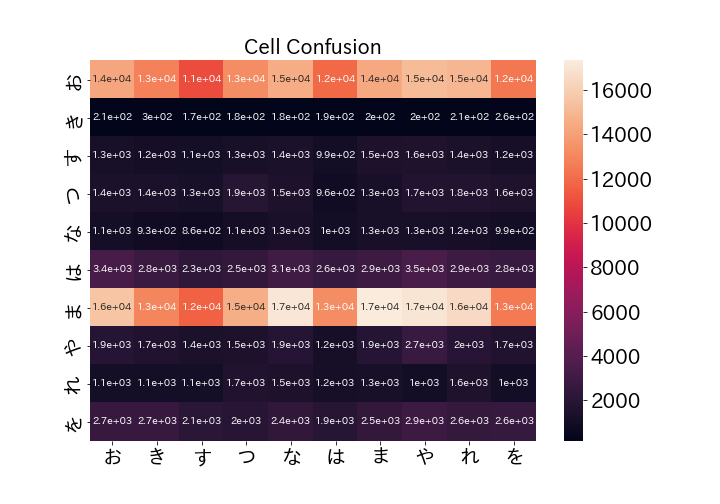 Cell Confusion
お 1.4e+04 1.3e+04 1.1e+04 1.3e+04 1.5e+04 1.2e+04 1.4e+04 1.5e+04 1.5e+04 1.2e+04
き 2.1e+02 3e+02 1.7e+02 1.8e+02 1.8e+02 1.9e+02 2e+02 2e+02 2.1e+02 2.6e+02
す 1.3e+03 1.2e+03 1.1e+03 1.3e+03 1.4e+03 9.9e+02 1.5e+03 1.6e+03 1.4e+03 1.2e+03
つ 1.4e+03 1.4e+03 1.3e+03 1.9e+03 1.5e+03 9.6e+02 1.3e+03 1.7e+03 1.8e+03 1.6e+03
な 1.1e+03 9.3e+02 8.6e+02 1.1e+03 1.3e+03 1e+03 1.3e+03 1.3e+03 1.2e+03 9.9e+02
は 3.4e+03 2.8e+03 2.3e+03 2.5e+03 3.1e+03 2.6e+03 2.9e+03 3.5e+03 2.9e+03 2.8e+03
ま 1.6e+04 1.3e+04 1.2e+04 1.5e+04 1.7e+04 1.3e+04 1.7e+04 1.7e+04 1.6e+04 1.3e+04
や 1.9e+03 1.7e+03 1.4e+03 1.5e+03 1.9e+03 1.2e+03 1.9e+03 2.7e+03 2e+03 1.7e+03
れ 1.1e+03 1.1e+03 1.1e+03 1.7e+03 1.5e+03 1.2e+03 1.3e+03 1e+03 1.6e+03 1e+03
を 2.7e+03 2.7e+03 2.1e+03 2e+03 2.4e+03 1.9e+03 2.5e+03 2.9e+03 2.6e+03 2.6e+03
お き す つ な は ま や れ を
16000
14000
12000
10000
8000
6000
4000
2000